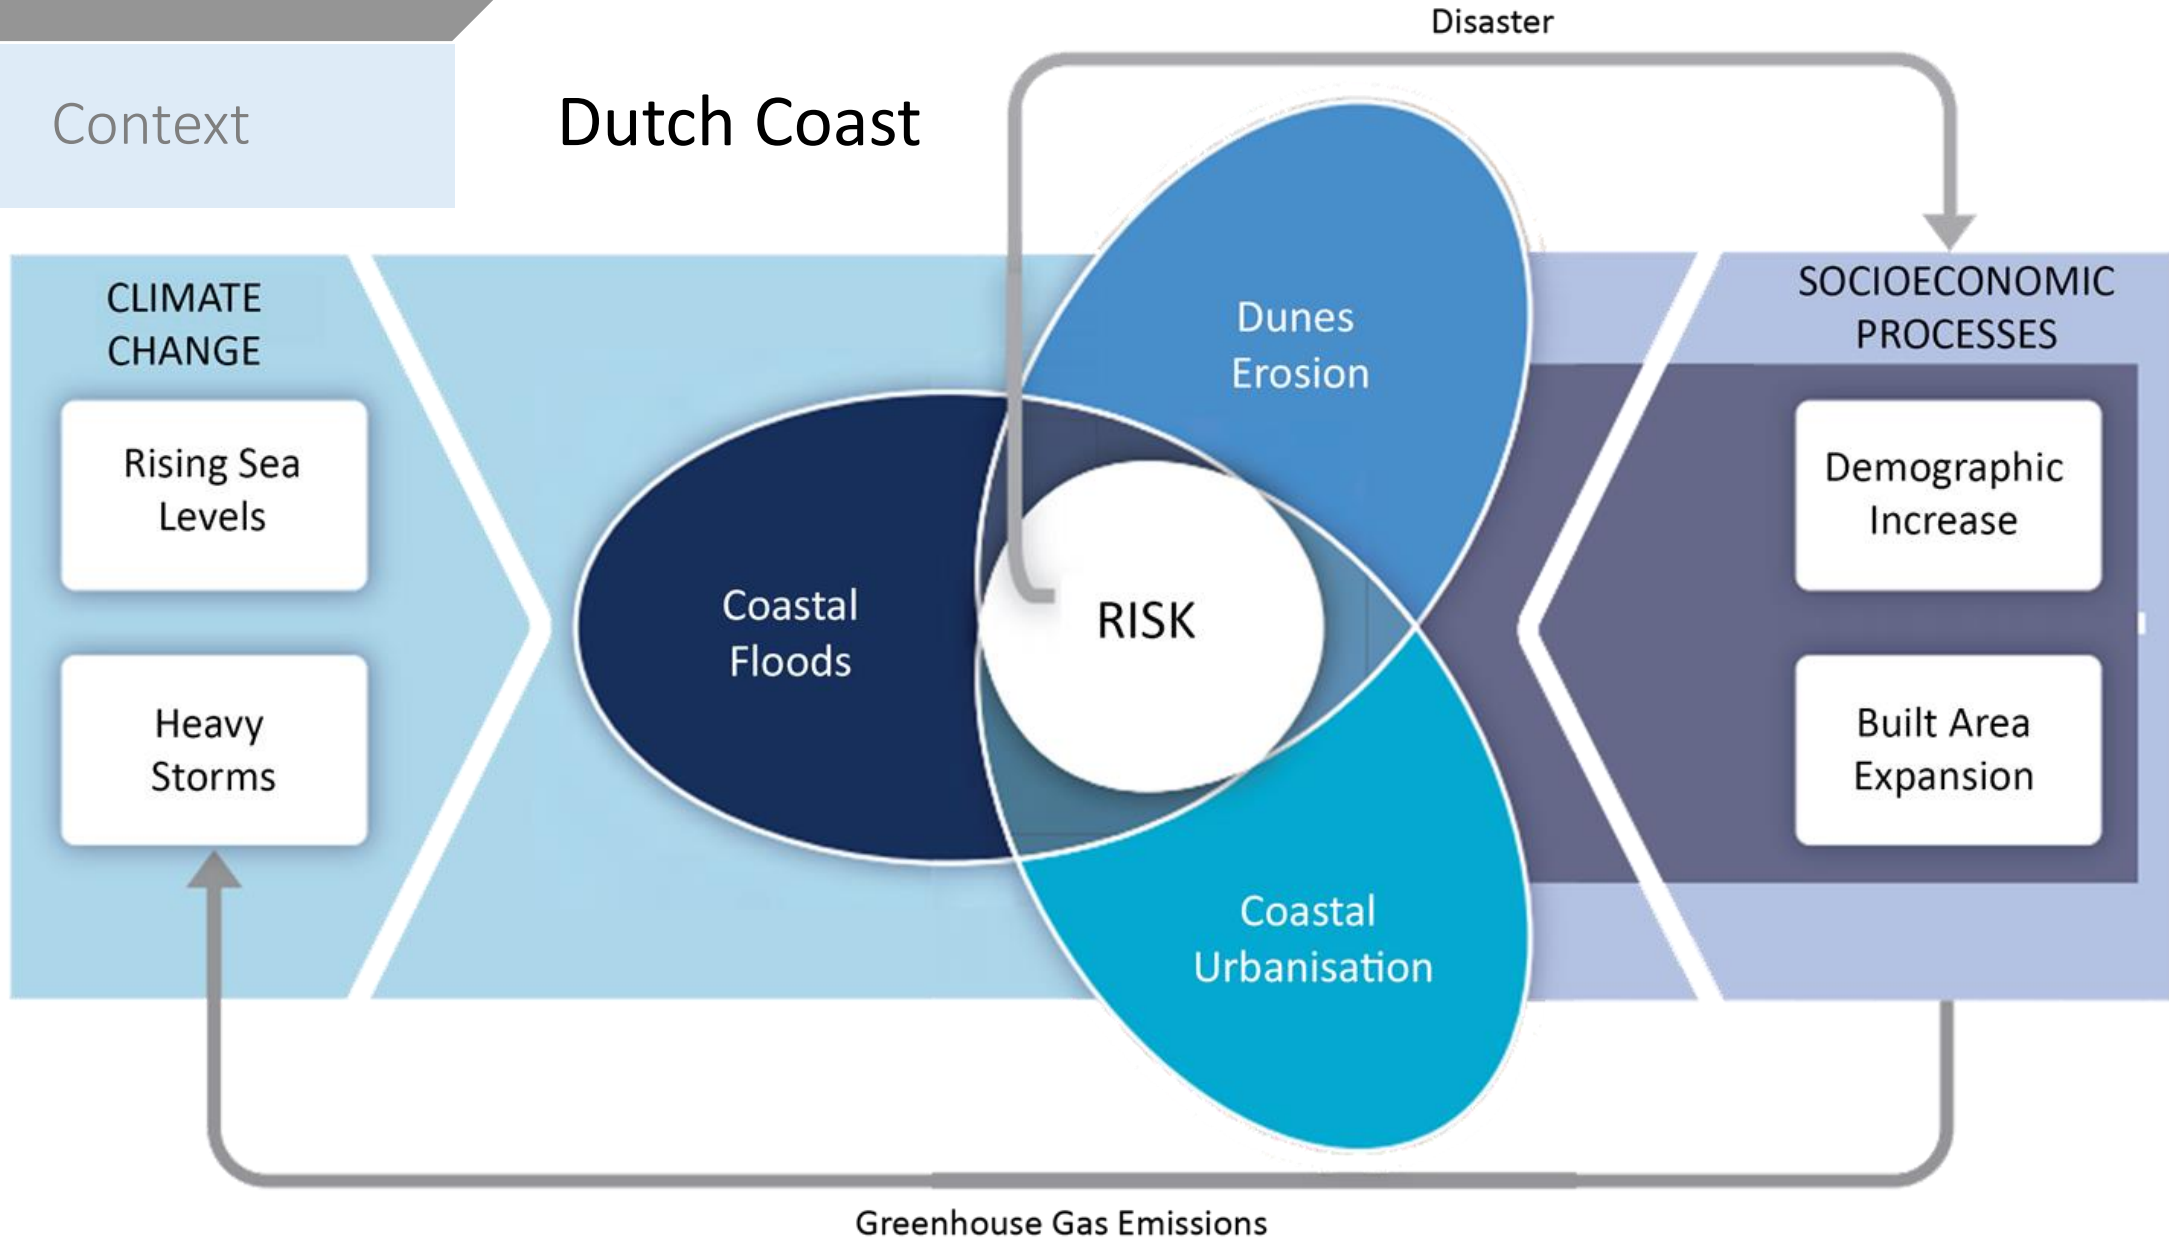 Disaster
Context
Dutch Coast
CLIMATE
CHANGE
Rising Sea
Levels
Heavy
Storms
Dunes
Erosion
Coastal
Floods
RISK
Coastal
Urbanisation
SOCIOECONOMIC
PROCESSES
Demographic
Increase
Built Area
Expansion
Greenhouse Gas Emissions